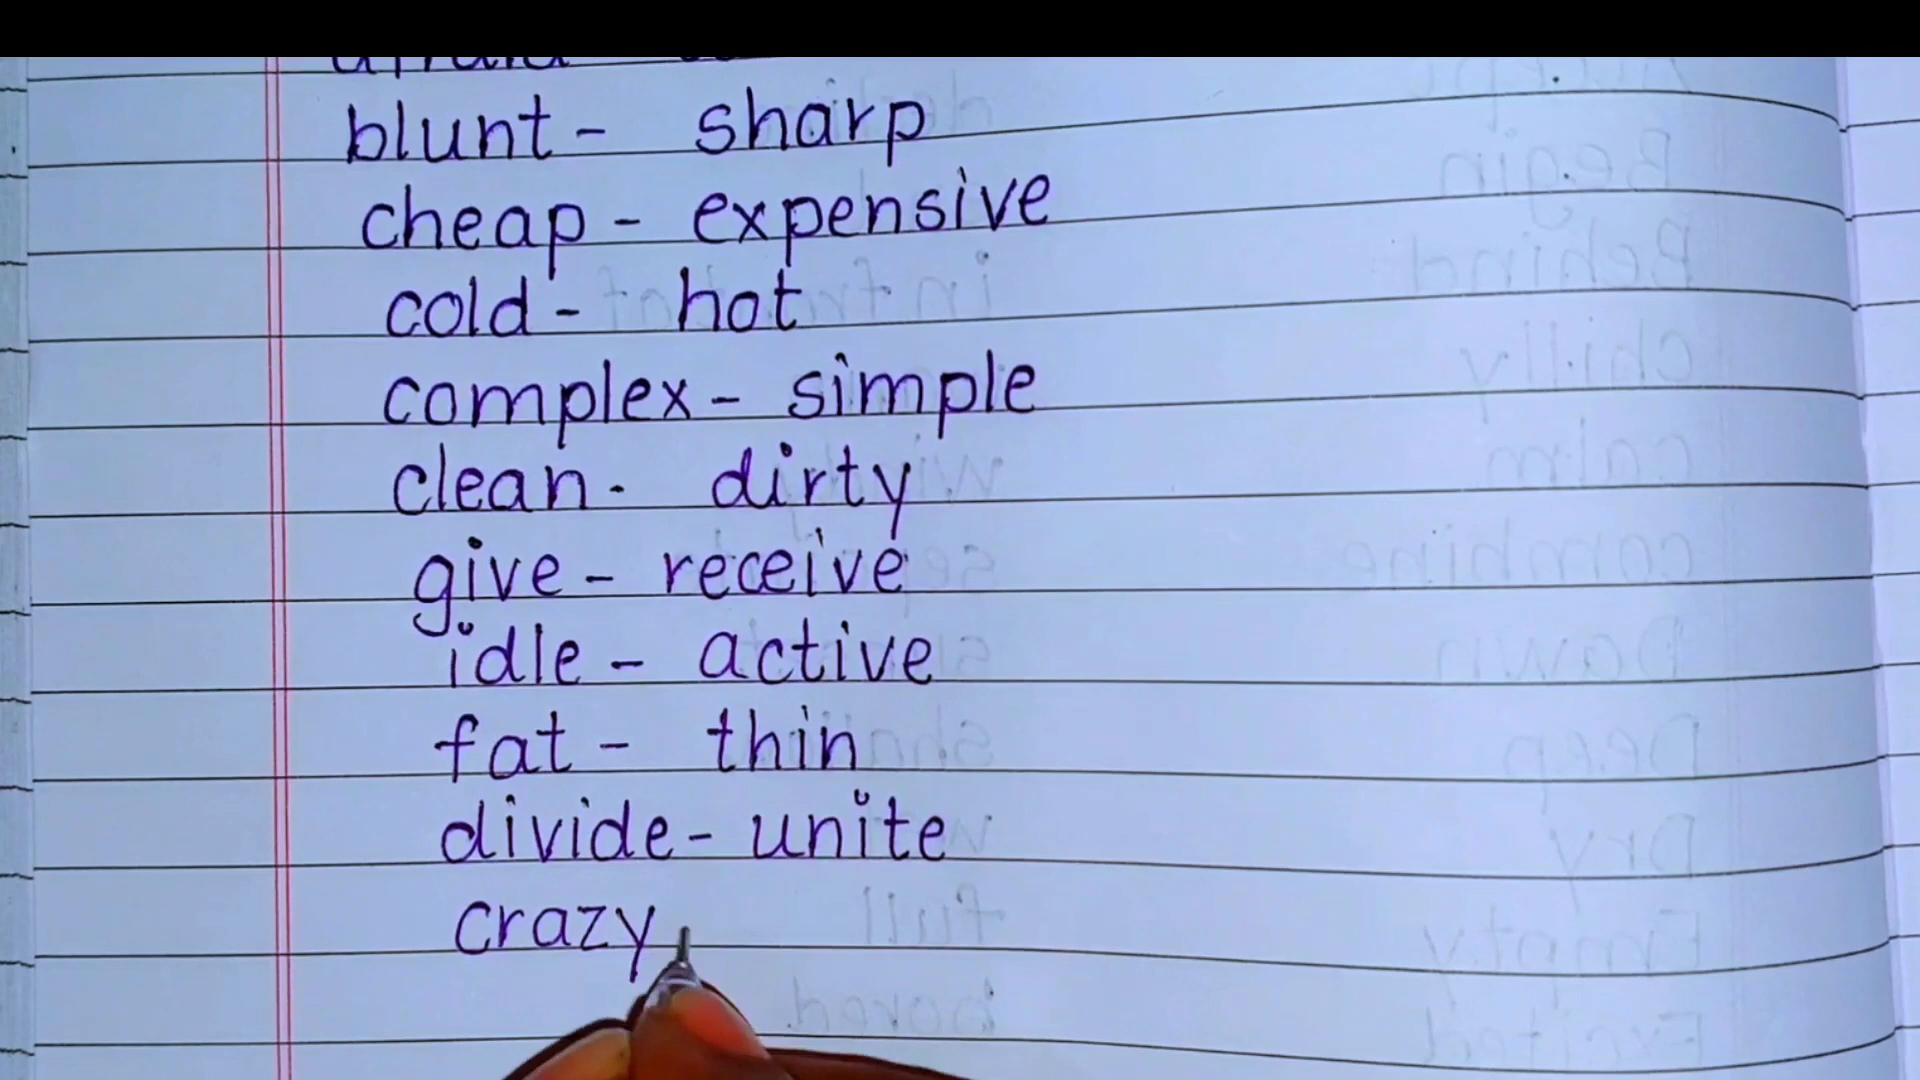 afraid
blunt - sharp
cheap - expensive
cold - hot
complex - simple
clean - dirty
give - receive
idle - active
fat - thin
divide - unite
crazy